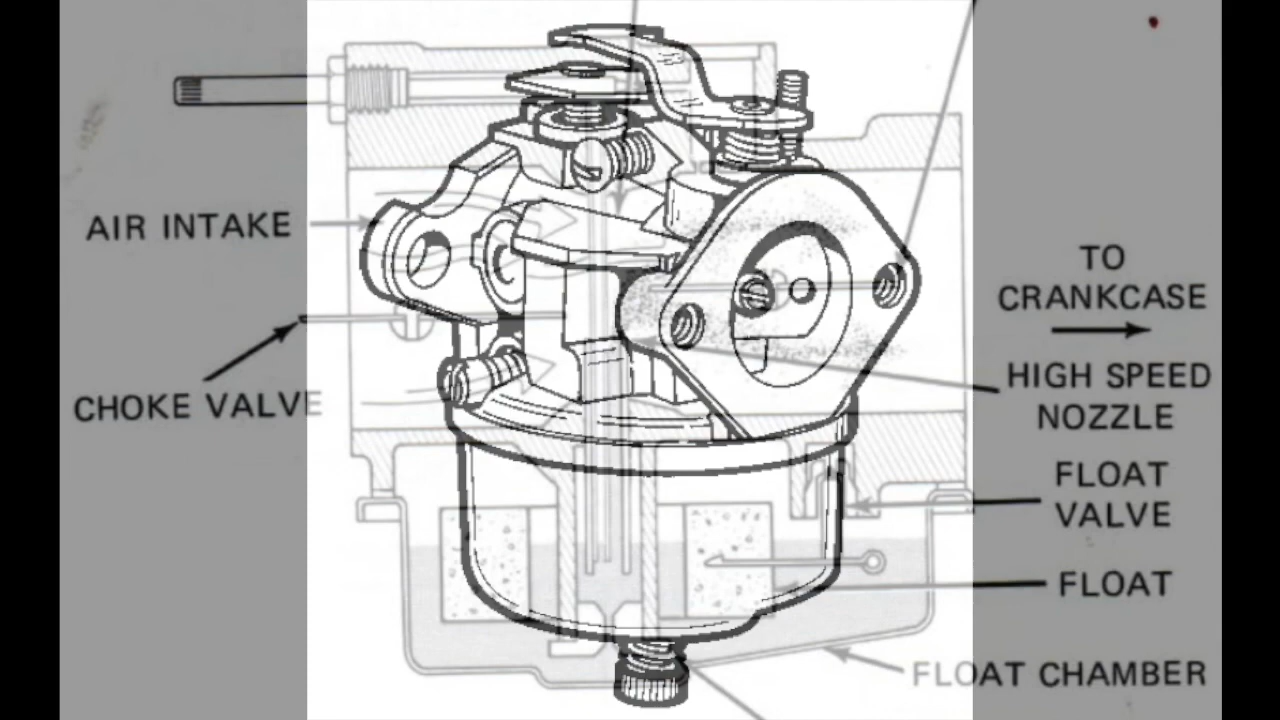 AIR INTAKE
CHOKE VALVE
TO
CRANKCASE
HIGH SPEED
NOZZLE
FLOAT
VALVE
FLOAT
FLOAT CHAMBER